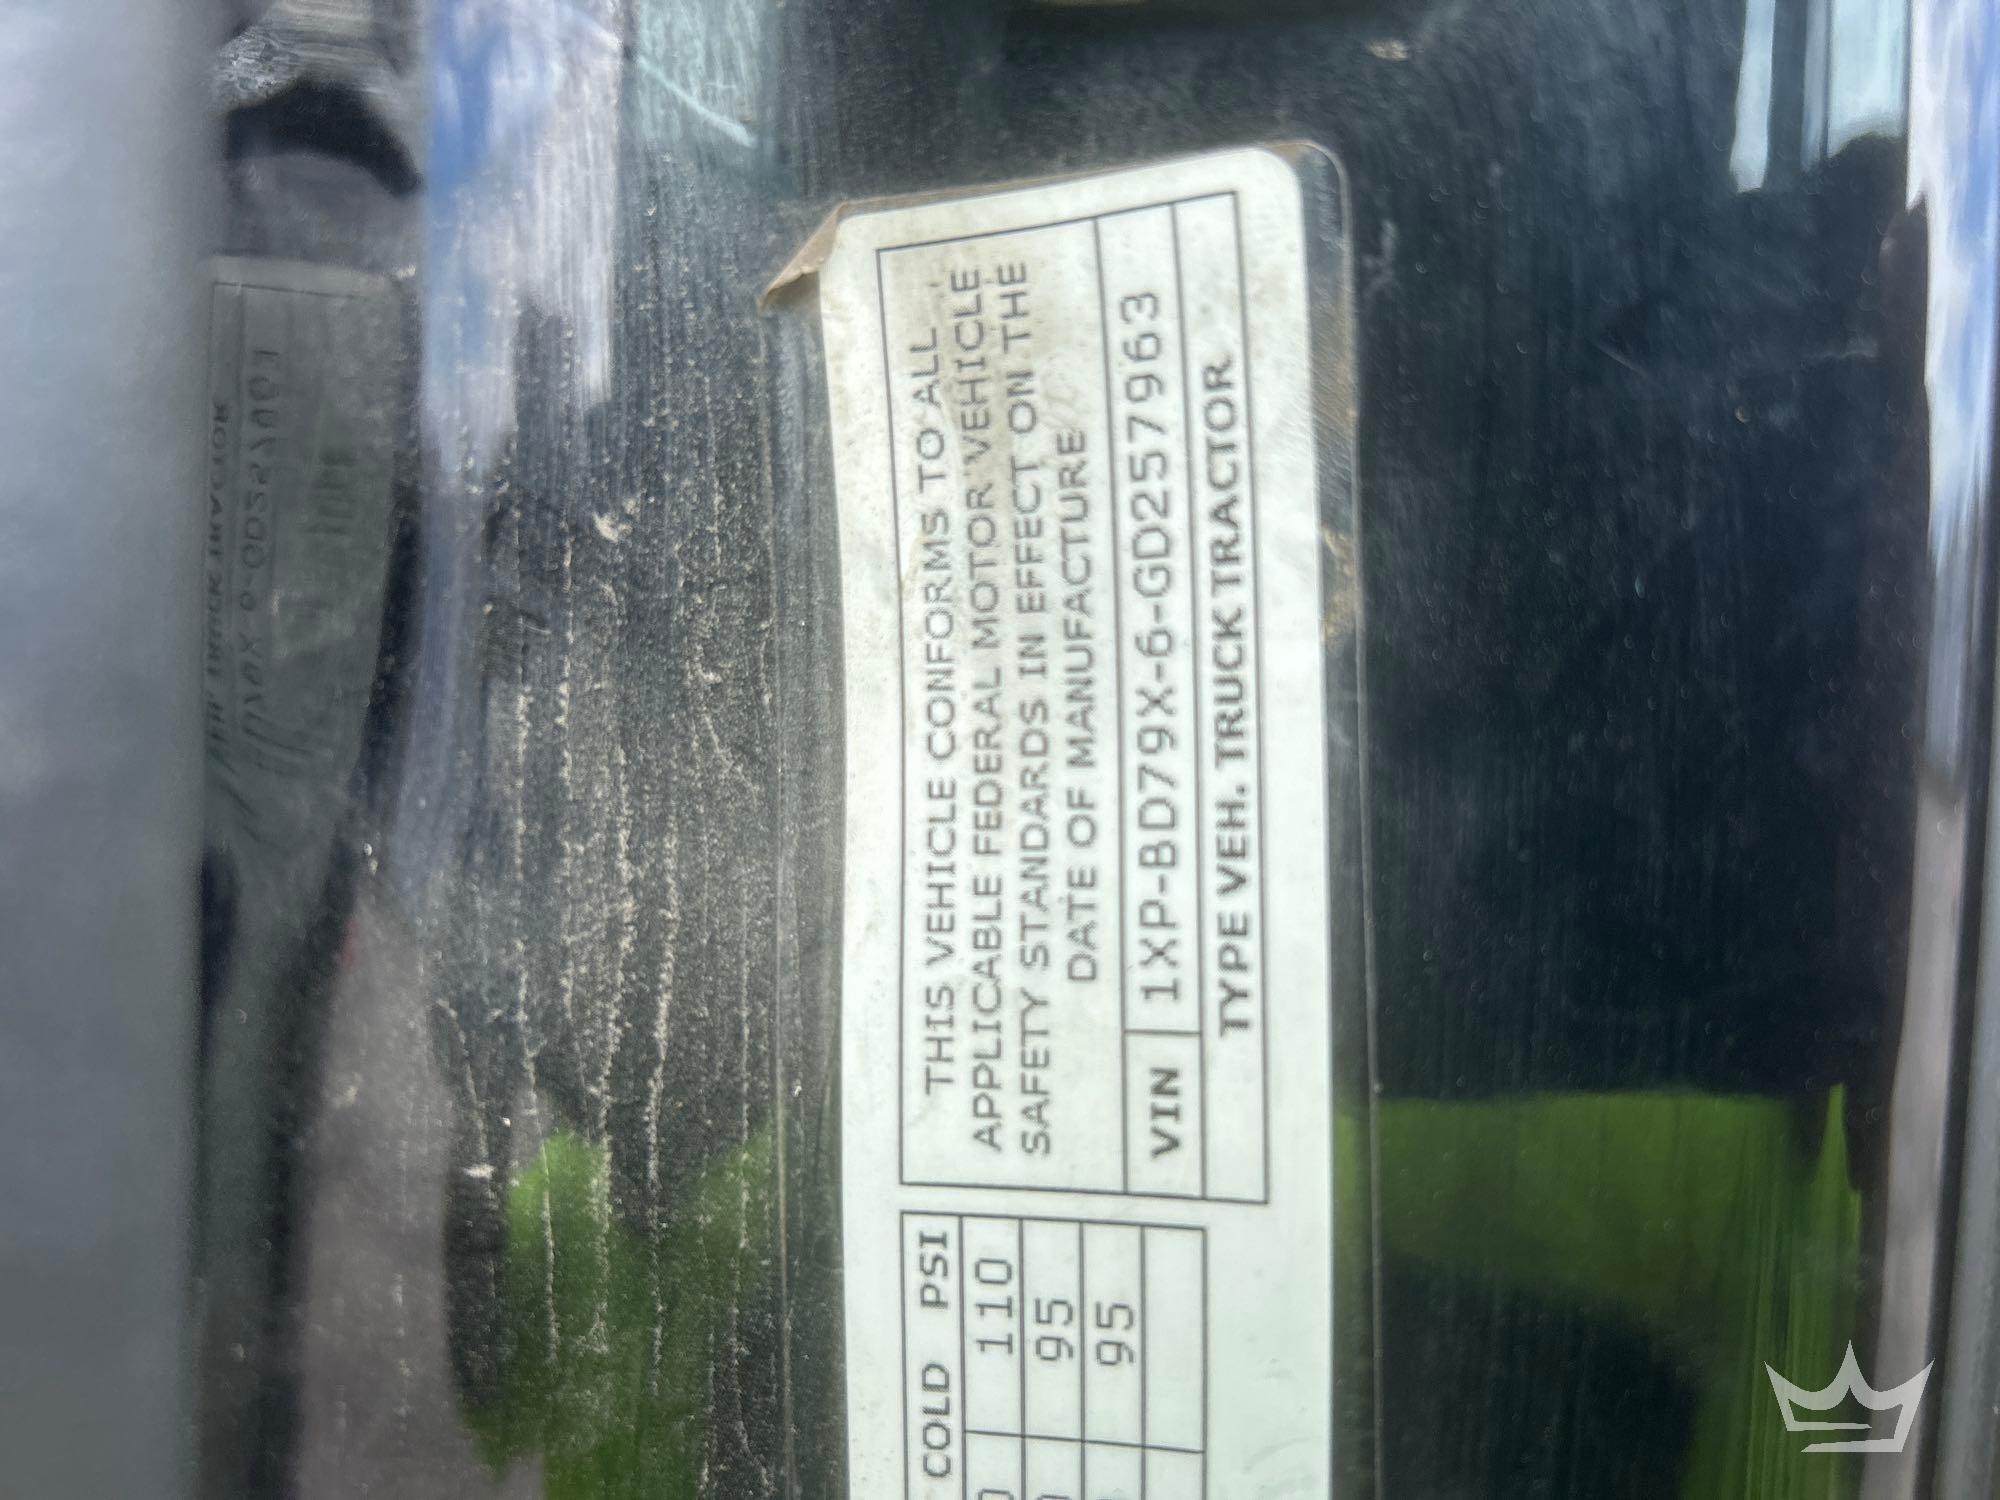 THIS VEHICLE CONFORMS TO ALL
APPLICABLE FEDERAL MOTOR VEHICLE
SAFETY STANDARDS IN EFFECT ON THE
DATE OF MANUFACTURE
VIN 1XP-BD79X-6-GD257963
TYPE VEH. TRUCK TRACTOR
COLD PSI
110
95
95